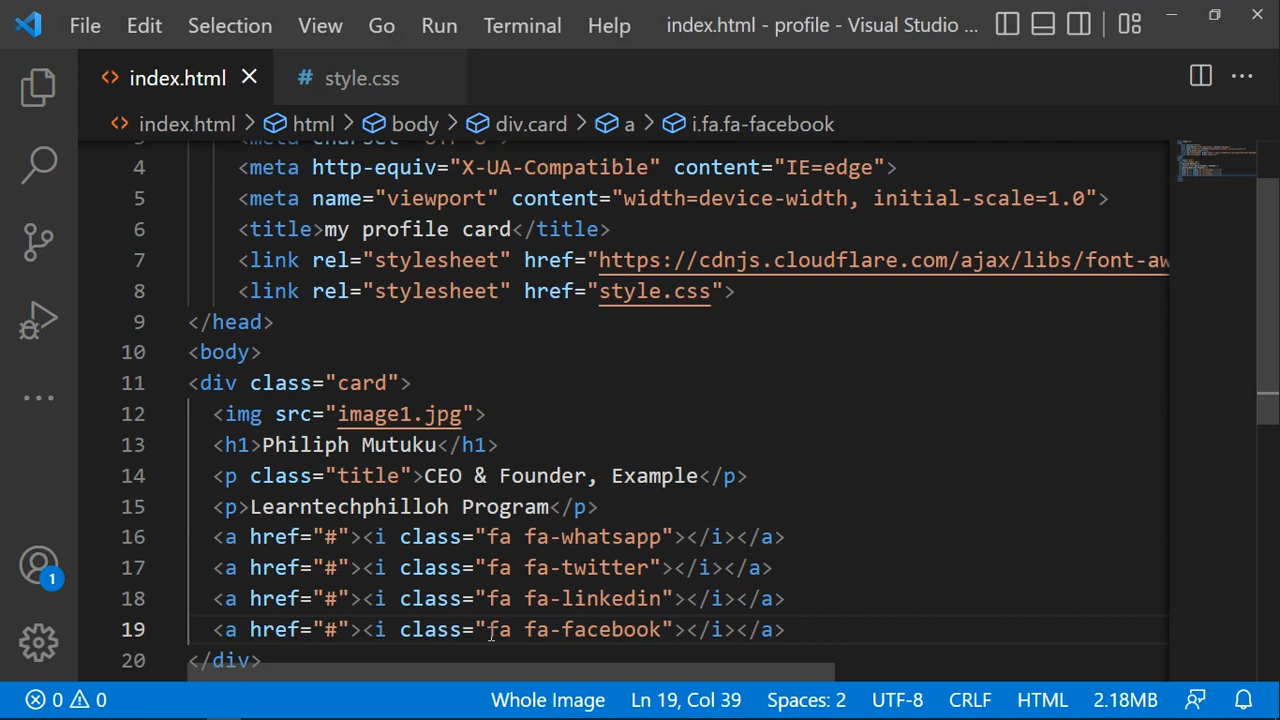 File Edit Selection View Go Run Terminal Help index.html - profile - Visual Studio ...
index.html style.css
index.html > html > body > div.card > a > i.fa.fa-facebook
3 <meta charset="UTF-8">
4 <meta http-equiv="X-UA-Compatible" content="IE=edge">
5 <meta name="viewport" content="width=device-width, initial-scale=1.0">
6 <title>my profile card</title>
7 <link rel="stylesheet" href="https://cdnjs.cloudflare.com/ajax/libs/font-aw
8 <link rel="stylesheet" href="style.css">
9 </head>
10 <body>
11 <div class="card">
12 <img src="image1.jpg">
13 <h1>Philiph Mutuku</h1>
14 <p class="title">CEO & Founder, Example</p>
15 <p>Learntechphilloh Program</p>
16 <a href="#"><i class="fa fa-whatsapp"></i></a>
17 <a href="#"><i class="fa fa-twitter"></i></a>
18 <a href="#"><i class="fa fa-linkedin"></i></a>
19 <a href="#"><i class="fa fa-facebook"></i></a>
20 </div>
1
0 0 Whole Image Ln 19, Col 39 Spaces: 2 UTF-8 CRLF HTML 2.18MB